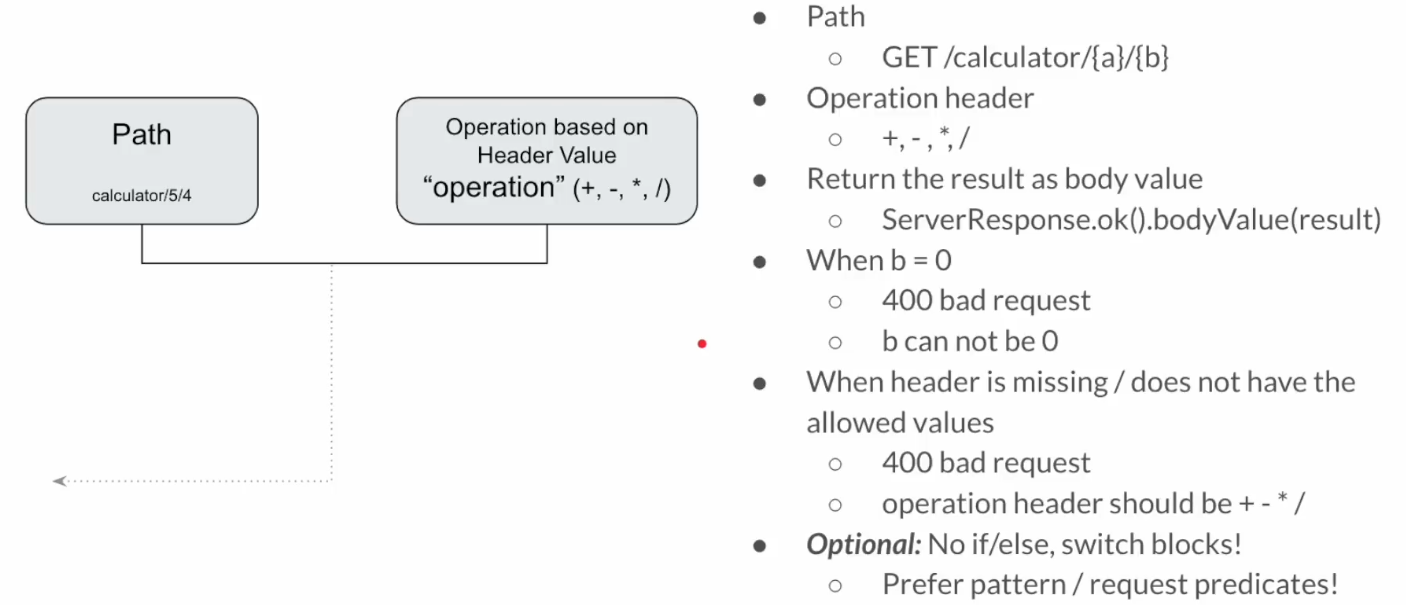 Path
calculator/5/4
Operation based on
Header Value
“operation” (+, -, *, /)
● Path
○ GET /calculator/{a}/{b}
● Operation header
○ +, - , *, /
● Return the result as body value
○ ServerResponse.ok().bodyValue(result)
● When b = 0
○ 400 bad request
○ b can not be 0
● When header is missing / does not have the
allowed values
○ 400 bad request
○ operation header should be + - * /
● Optional: No if/else, switch blocks!
○ Prefer pattern / request predicates!